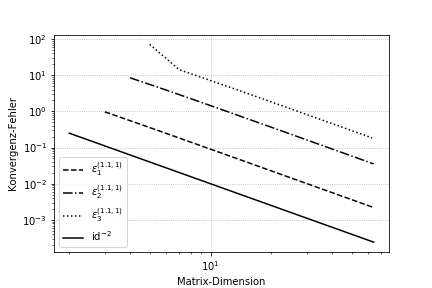 10²
10¹
10⁰
10⁻¹
10⁻²
10⁻³
Konvergenz-Fehler
ε₁^(1.1, 1)
ε₂^(1.1, 1)
ε₃^(1.1, 1)
id⁻²
10¹
Matrix-Dimension